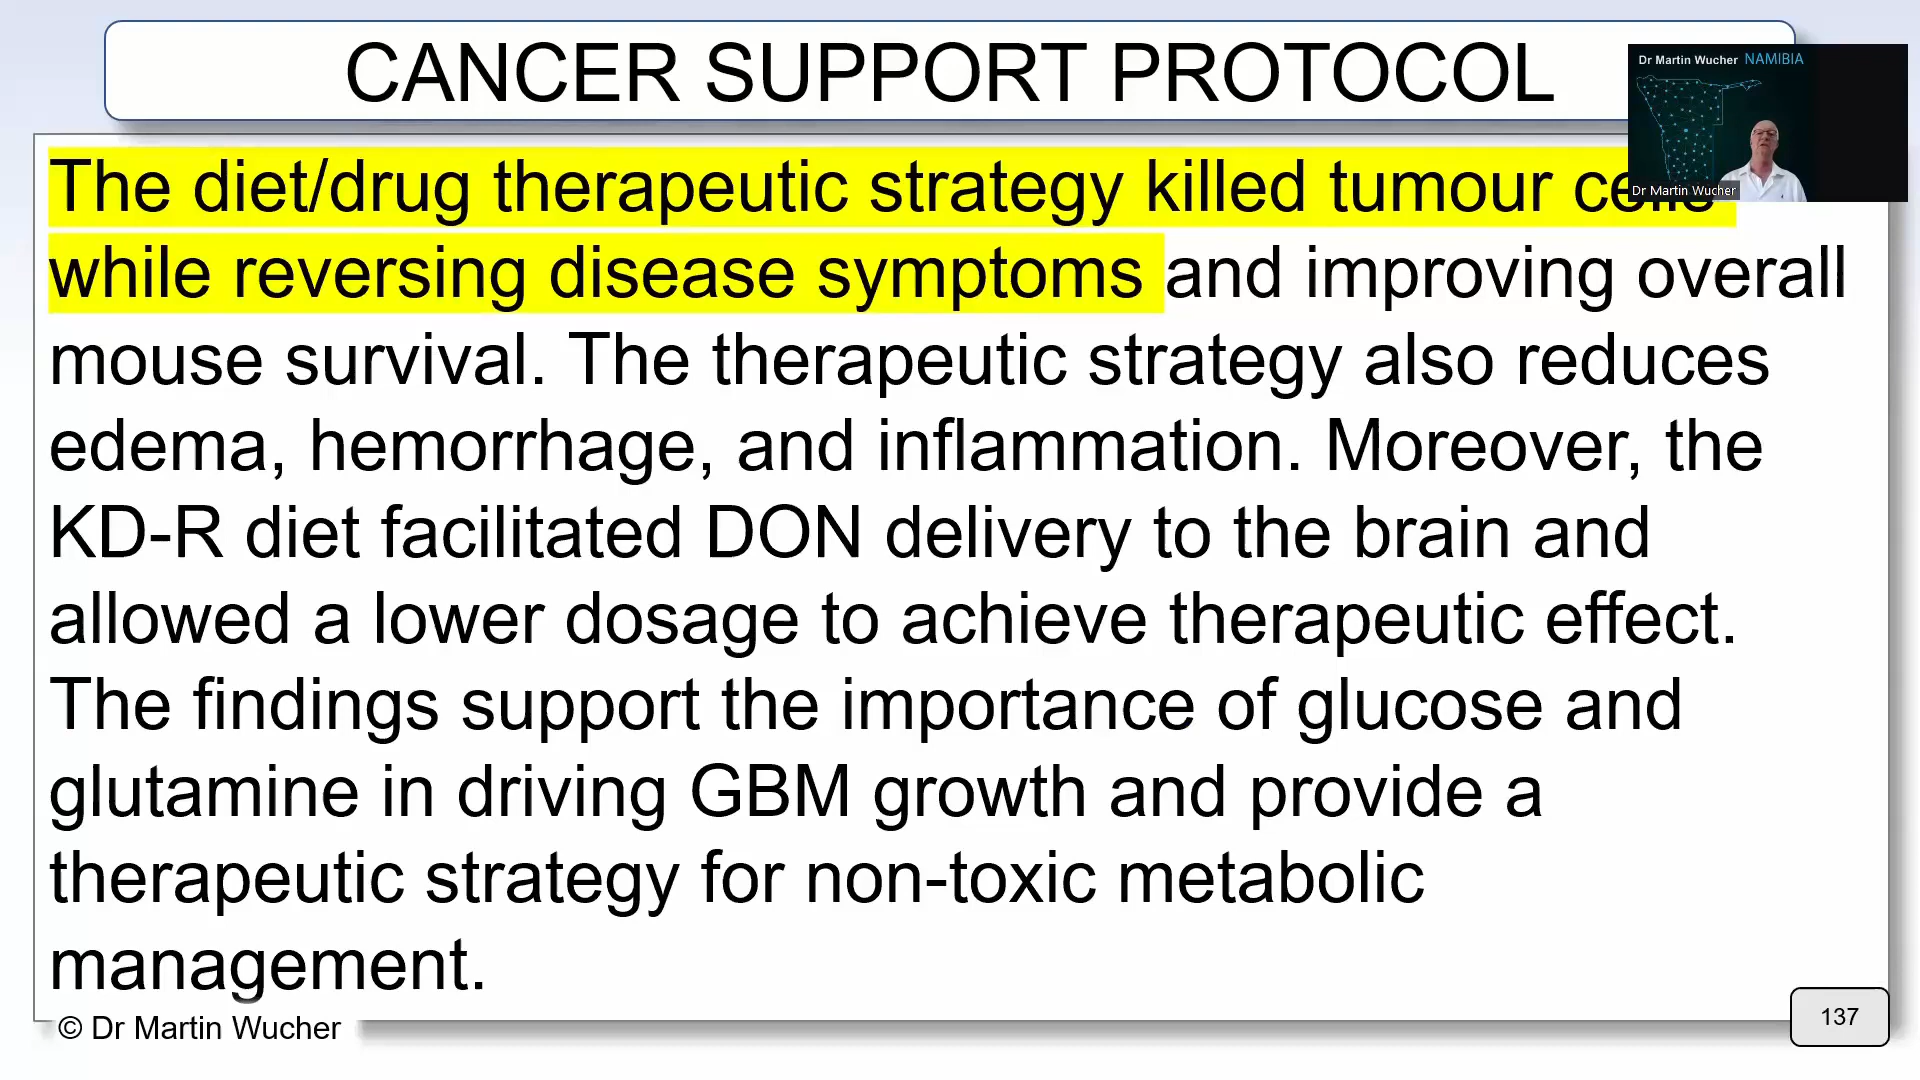 CANCER SUPPORT PROTOCOL
Dr Martin Wucher NAMIBIA
Dr Martin Wucher
The diet/drug therapeutic strategy killed tumour cells
while reversing disease symptoms and improving overall
mouse survival. The therapeutic strategy also reduces
edema, hemorrhage, and inflammation. Moreover, the
KD-R diet facilitated DON delivery to the brain and
allowed a lower dosage to achieve therapeutic effect.
The findings support the importance of glucose and
glutamine in driving GBM growth and provide a
therapeutic strategy for non-toxic metabolic
management.
© Dr Martin Wucher
137